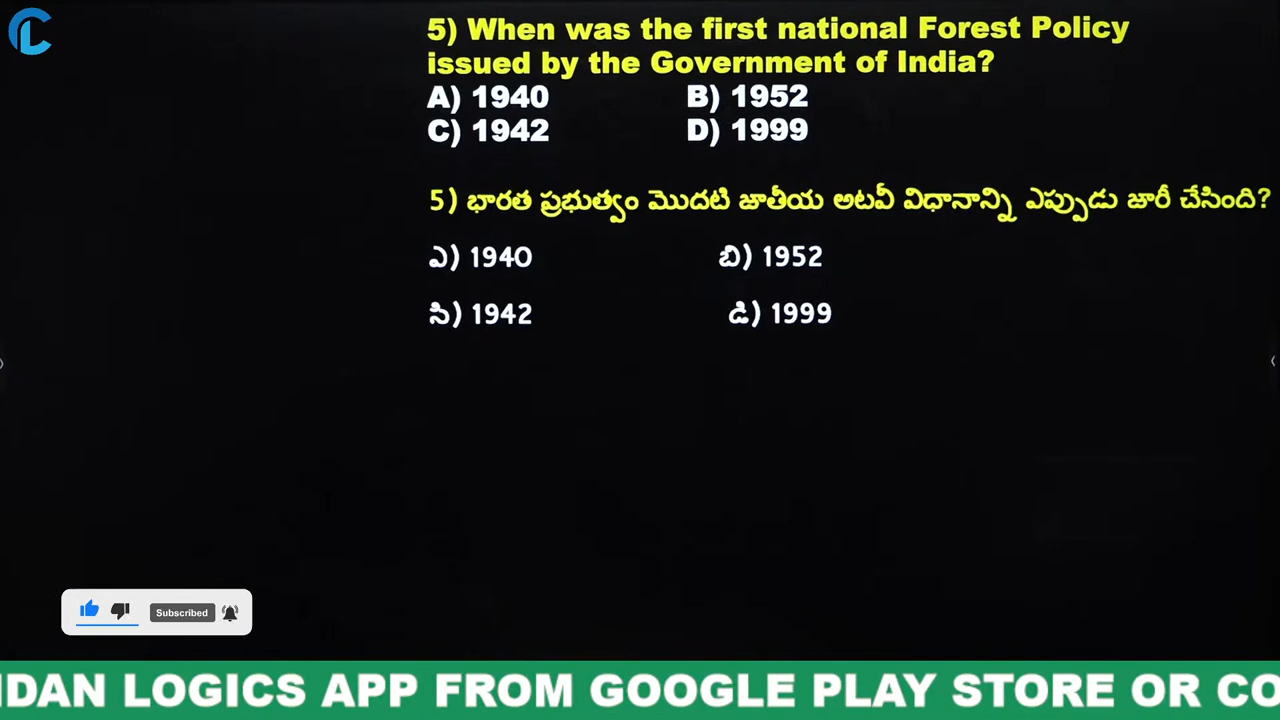 5) When was the first national Forest Policy
issued by the Government of India?
A) 1940 B) 1952
C) 1942 D) 1999
5) భారత ప్రభుత్వం మొదటి జాతీయ అటవీ విధానాన్ని ఎప్పుడు జారీ చేసింది?
ఎ) 1940 బి) 1952
సి) 1942 డి) 1999
Subscribed
IDAN LOGICS APP FROM GOOGLE PLAY STORE OR CO